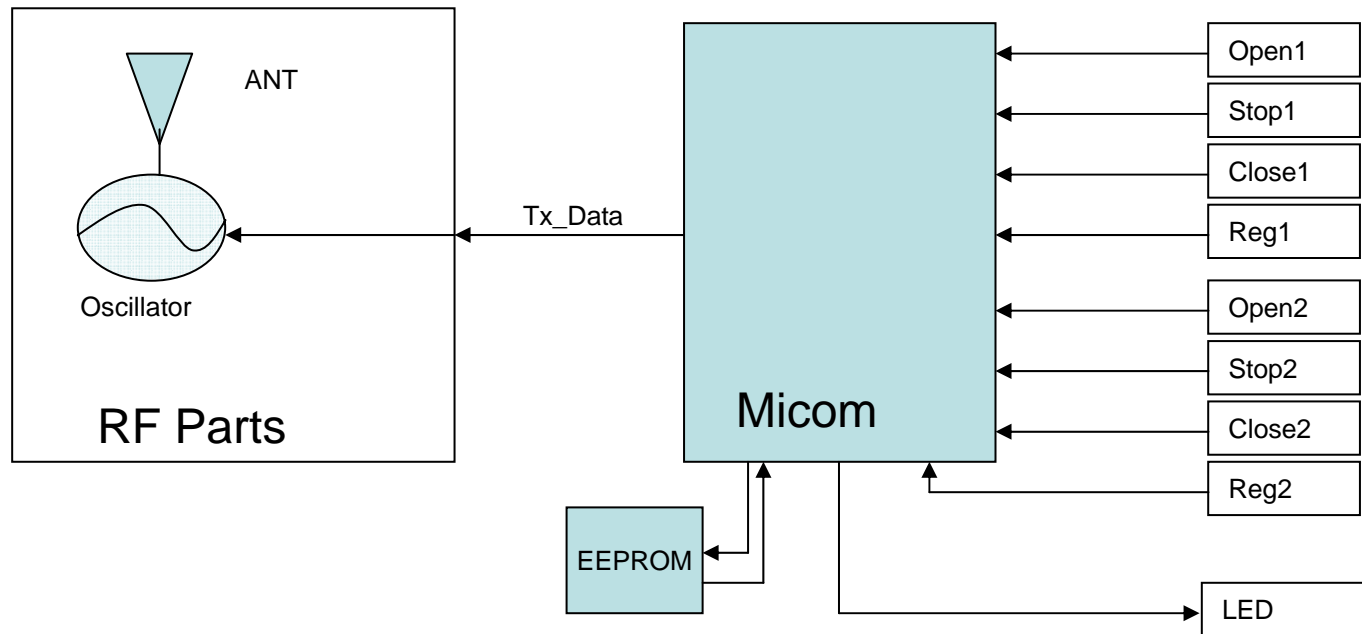 ANT
Oscillator
RF Parts
Tx_Data
Micom
EEPROM
Open1
Stop1
Close1
Reg1
Open2
Stop2
Close2
Reg2
LED